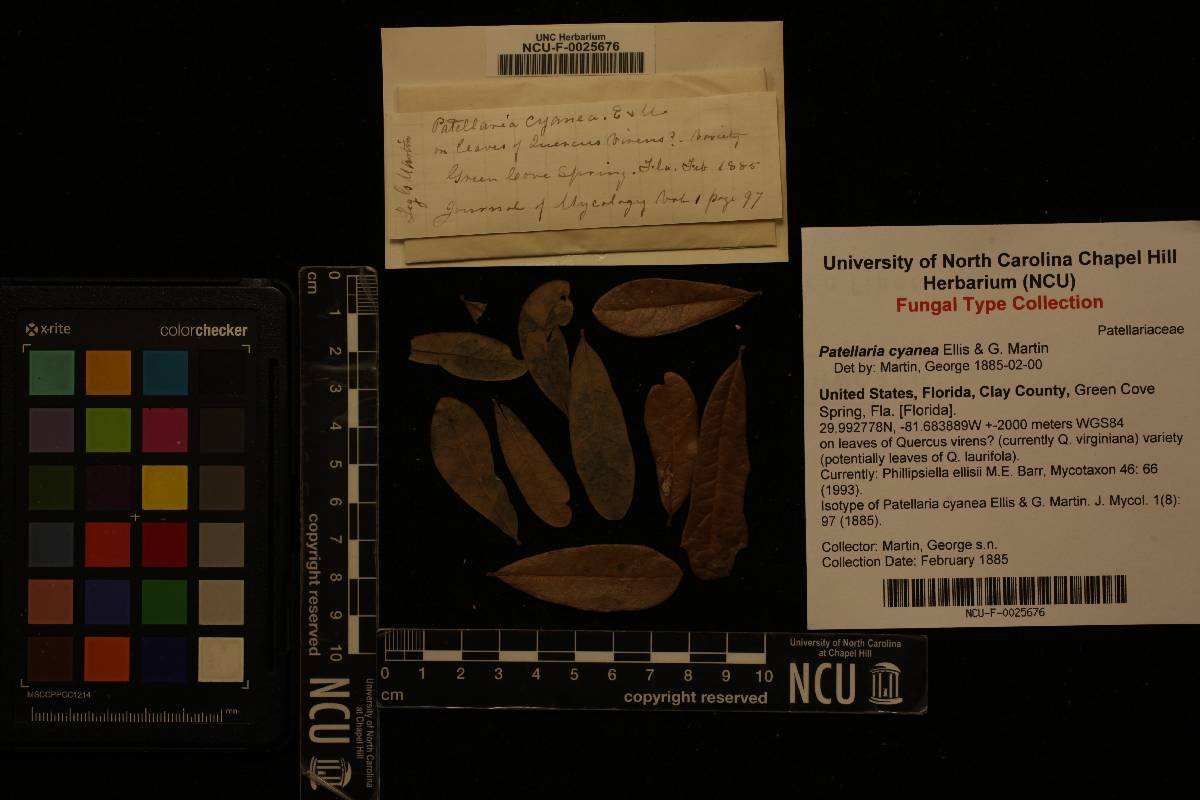 UNC Herbarium
NCU-F-0025676
Patellaria cyanea. E & M
on leaves of Quercus virens? variety
Green Cove Spring. Fla. Feb 1885
Journal of Mycology Vol 1 page 97
Martin
University of North Carolina Chapel Hill
Herbarium (NCU)
Fungal Type Collection
Patellariaceae
Patellaria cyanea Ellis & G. Martin
Det by: Martin, George 1885-02-00
United States, Florida, Clay County, Green Cove
Spring, Fla. [Florida].
29.992778N, -81.683889W +-2000 meters WGS84
on leaves of Quercus virens? (currently Q. virginiana) variety
(potentially leaves of Q. laurifola).
Currently: Phillipsiella ellisii M.E. Barr, Mycotaxon 46: 66
(1993).
Isotype of Patellaria cyanea Ellis & G. Martin. J. Mycol. 1(8):
97 (1885).
Collector: Martin, George s.n.
Collection Date: February 1885
NCU-F-0025676
x-rite colorchecker
MSCCPPCC1214
mm
0 1 2 3 4 5 6 7 8 9 10
cm
copyright reserved
NCU
University of North Carolina
at Chapel Hill
0 1 2 3 4 5 6 7 8 9 10
cm
copyright reserved
University of North Carolina
at Chapel Hill
NCU